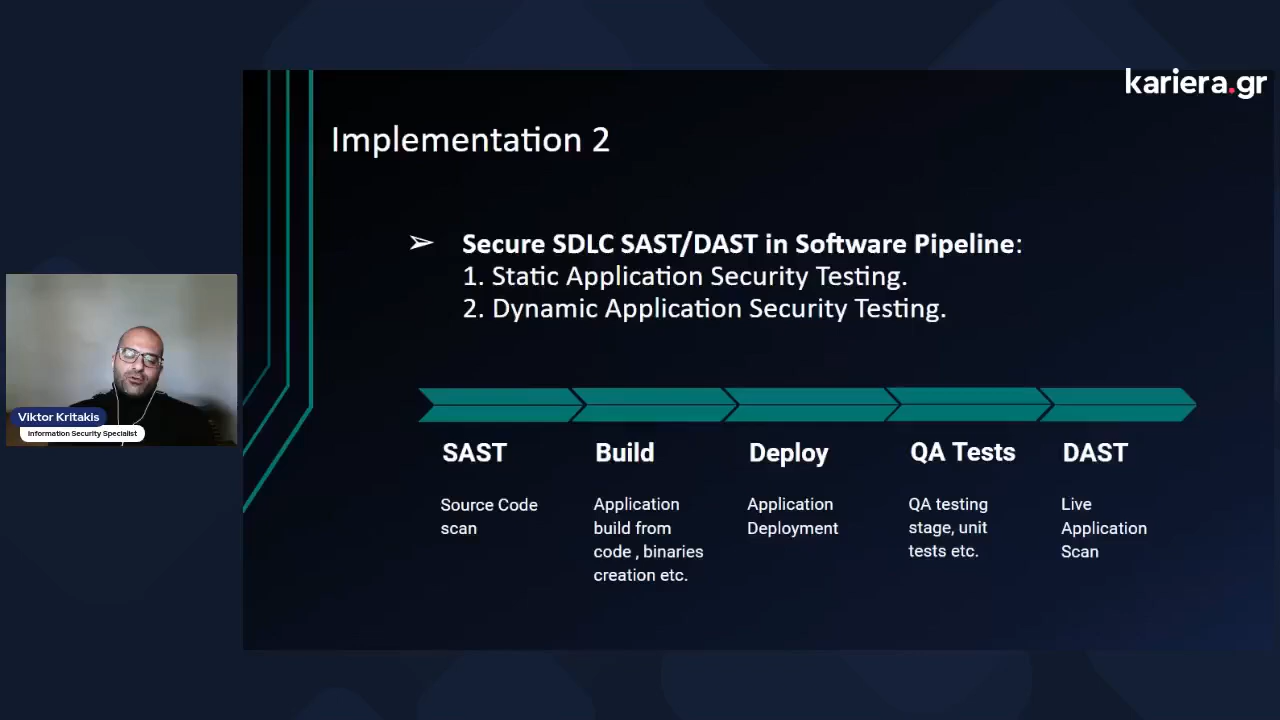 kariera.gr
Implementation 2
➢ Secure SDLC SAST/DAST in Software Pipeline:
1. Static Application Security Testing.
2. Dynamic Application Security Testing.
SAST
Source Code
scan
Build
Application
build from
code , binaries
creation etc.
Deploy
Application
Deployment
QA Tests
QA testing
stage, unit
tests etc.
DAST
Live
Application
Scan
Viktor Kritakis
Information Security Specialist